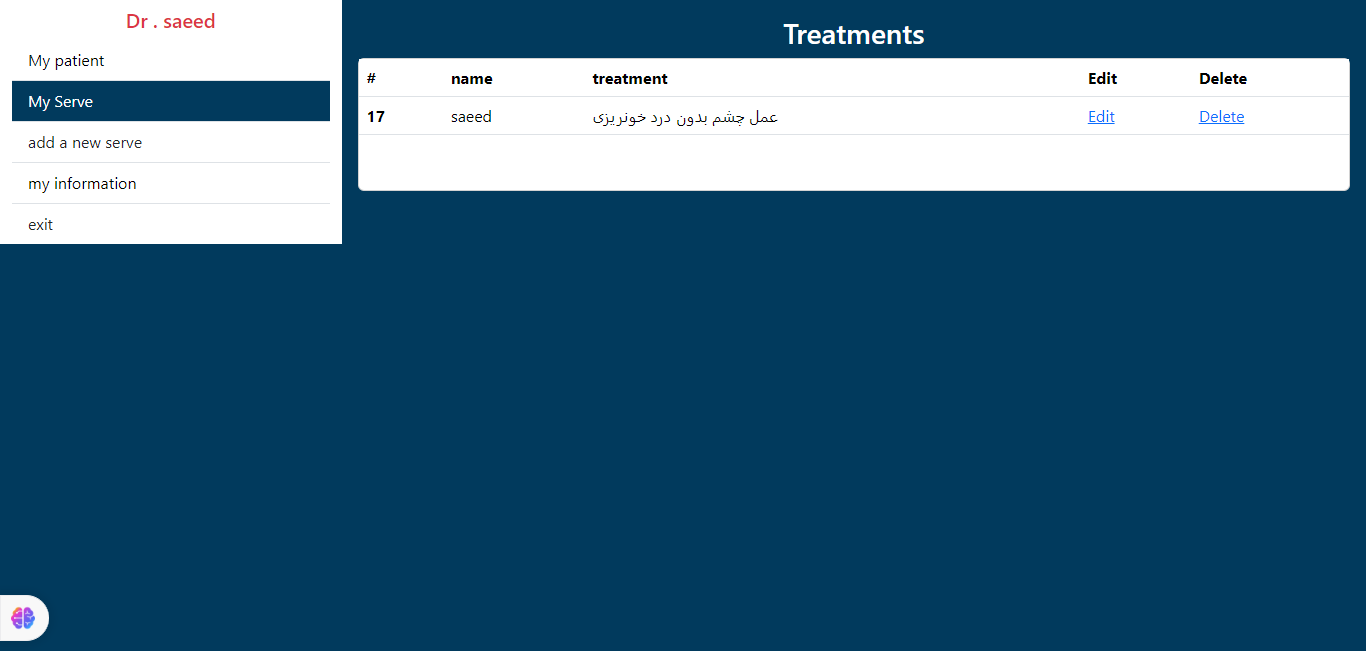 Dr . saeed
My patient
My Serve
add a new serve
my information
exit
Treatments
# name treatment Edit Delete
17 saeed عمل چشم بدون درد خونریزی Edit Delete